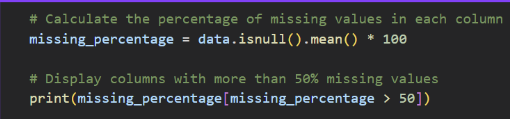 # Calculate the percentage of missing values in each column
missing_percentage = data.isnull().mean() * 100
# Display columns with more than 50% missing values
print(missing_percentage[missing_percentage > 50])